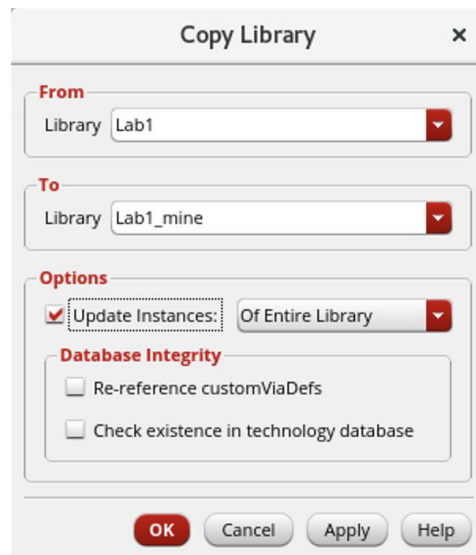 Copy Library
From
Library Lab1
To
Library Lab1_mine
Options
Update Instances: Of Entire Library
Database Integrity
Re-reference customViaDefs
Check existence in technology database
OK Cancel Apply Help